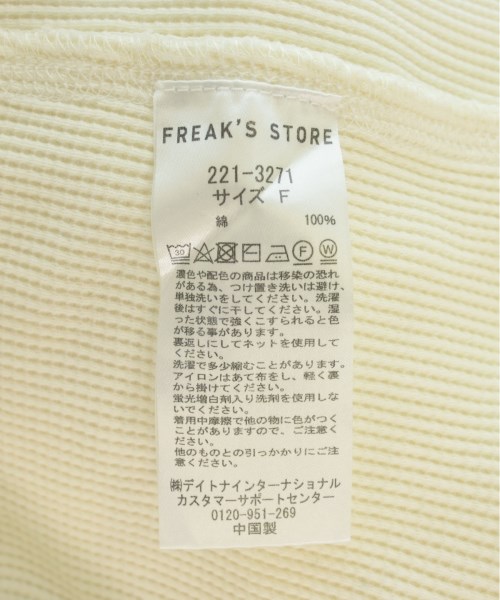 FREAK'S STORE
221-3271
サイズ F
綿 100%
30 F W
濃色や配色の商品は移染の恐れ
がある為、つけ置き洗いは避け、
単独洗いをしてください。洗濯
後はすぐに干してください。湿
った状態で強くこすられると色
が移る事があります。
裏返しにしてネットを使用して
ください。
洗濯で多少縮むことがあります。
アイロンはあて布をし、軽く裏
から掛けてください。
蛍光増白剤入り洗剤を使用しな
いでください。
着用中摩擦で他の物に色がつく
ことがありますので、ご注意く
ださい。
他のものとの引っかかりにご注
意ください。
㈱デイトナインターナショナル
カスタマーサポートセンター
0120-951-269
中国製